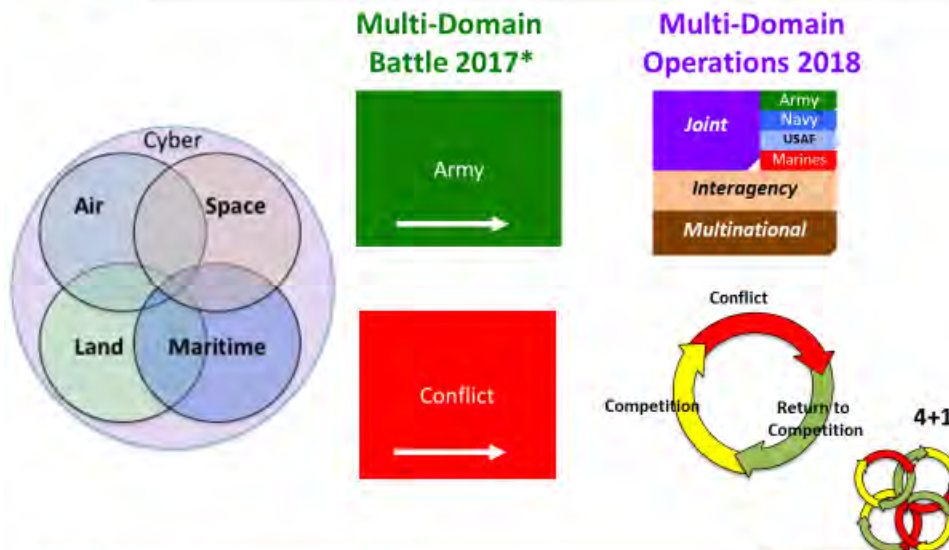 Multi-Domain
Battle 2017*
Multi-Domain
Operations 2018
Cyber
Air
Space
Land
Maritime
Army
Joint
Army
Navy
USAF
Marines
Interagency
Multinational
Conflict
Conflict
Competition
Return to
Competition
4+1